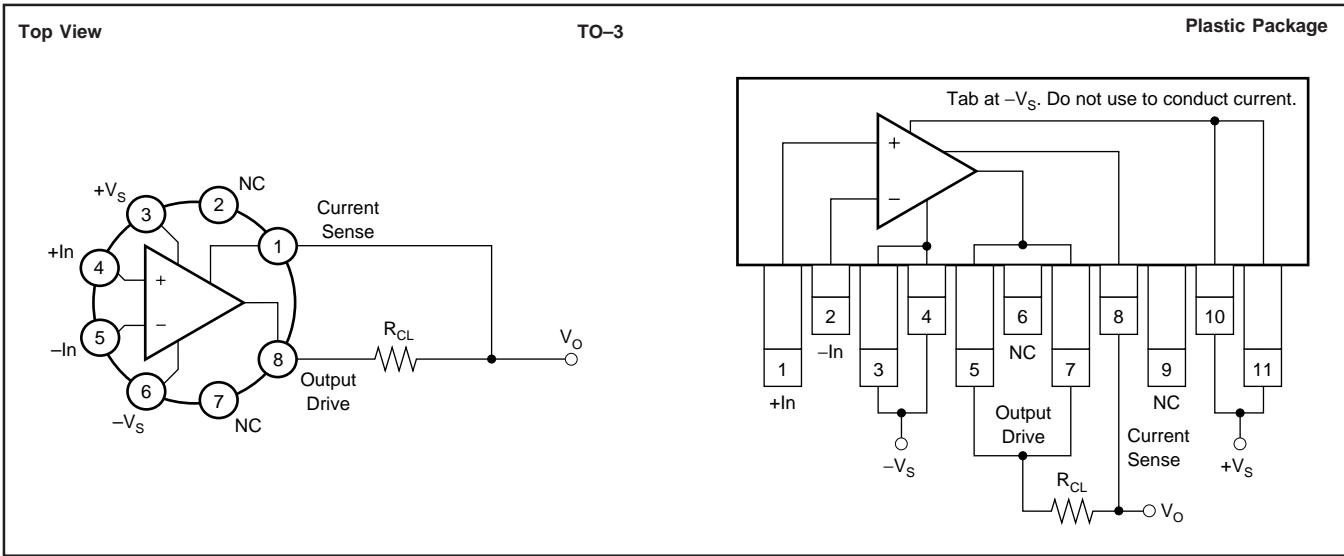 Top View
TO–3
Plastic Package
+VS
NC
3
2
Current
Sense
1
+In
4
+
–
5
–In
RCL
VO
8
Output
Drive
6
7
–VS
NC
Tab at –VS. Do not use to conduct current.
+
–
2
4
6
8
10
–In
NC
1
3
5
7
9
11
+In
NC
Output
Drive
Current
Sense
–VS
+VS
RCL
VO